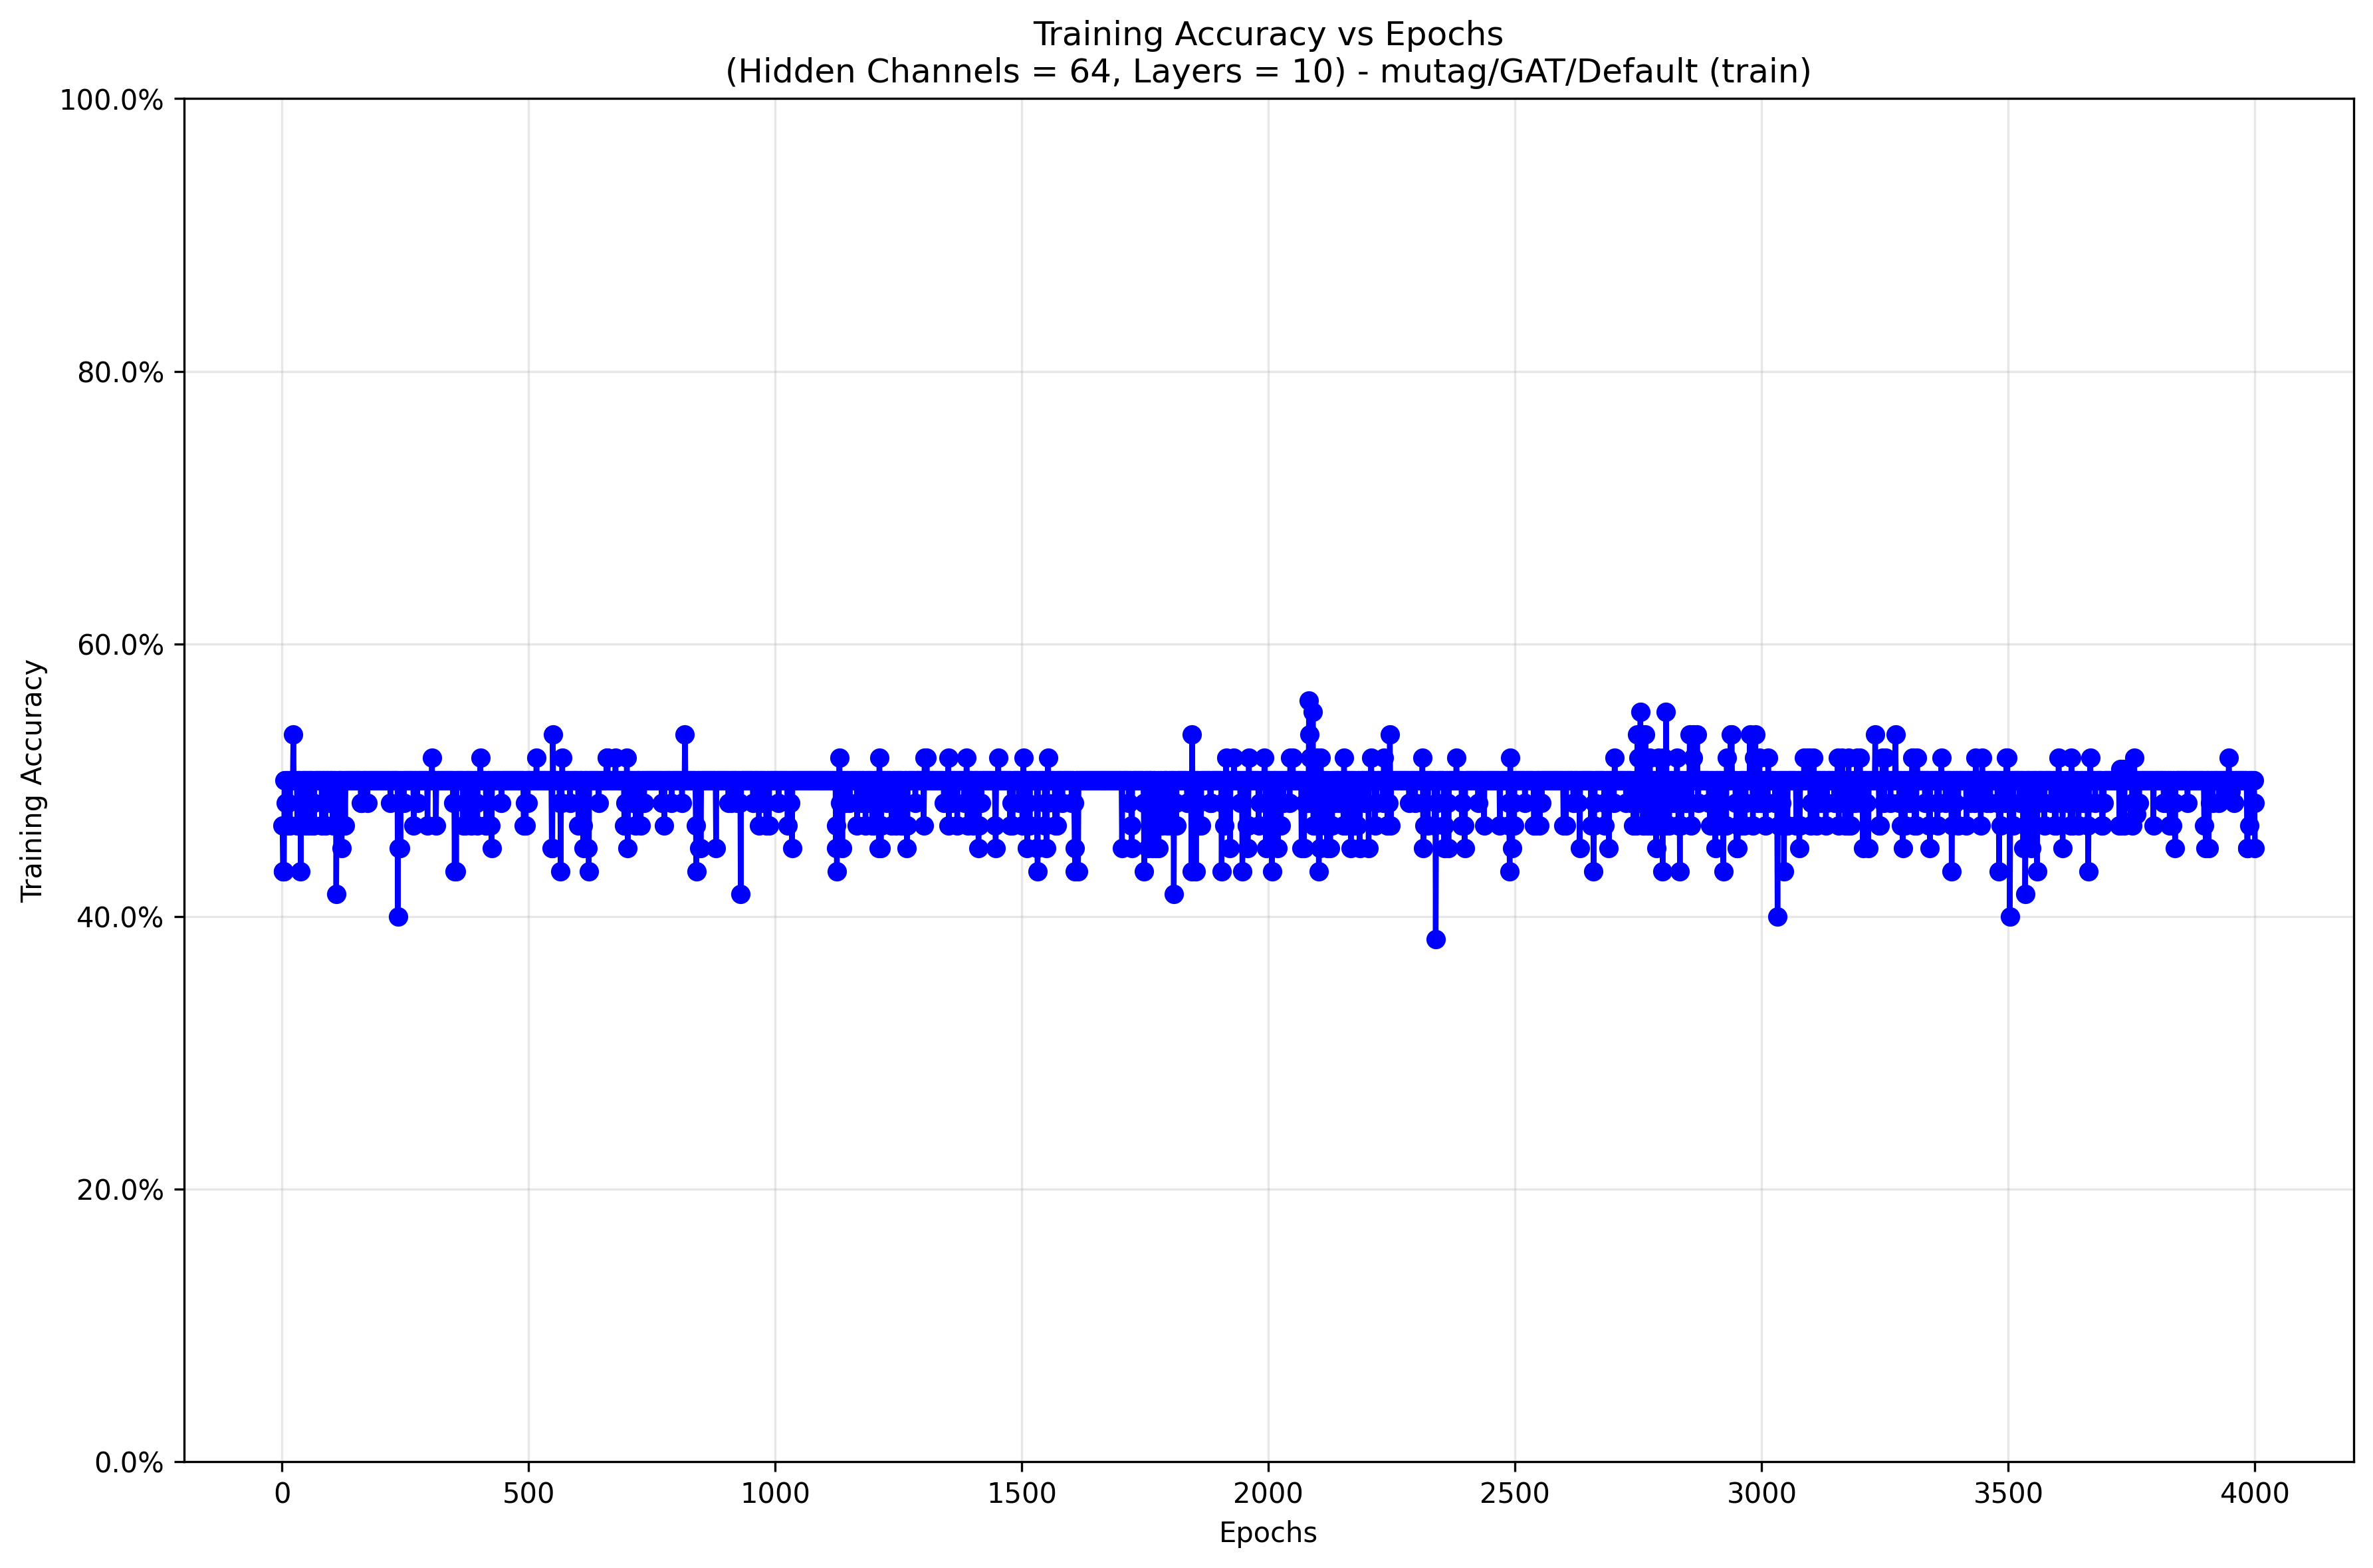 Training Accuracy vs Epochs
(Hidden Channels = 64, Layers = 10) - mutag/GAT/Default (train)
100.0%
80.0%
60.0%
40.0%
20.0%
0.0%
Training Accuracy
0 500 1000 1500 2000 2500 3000 3500 4000
Epochs